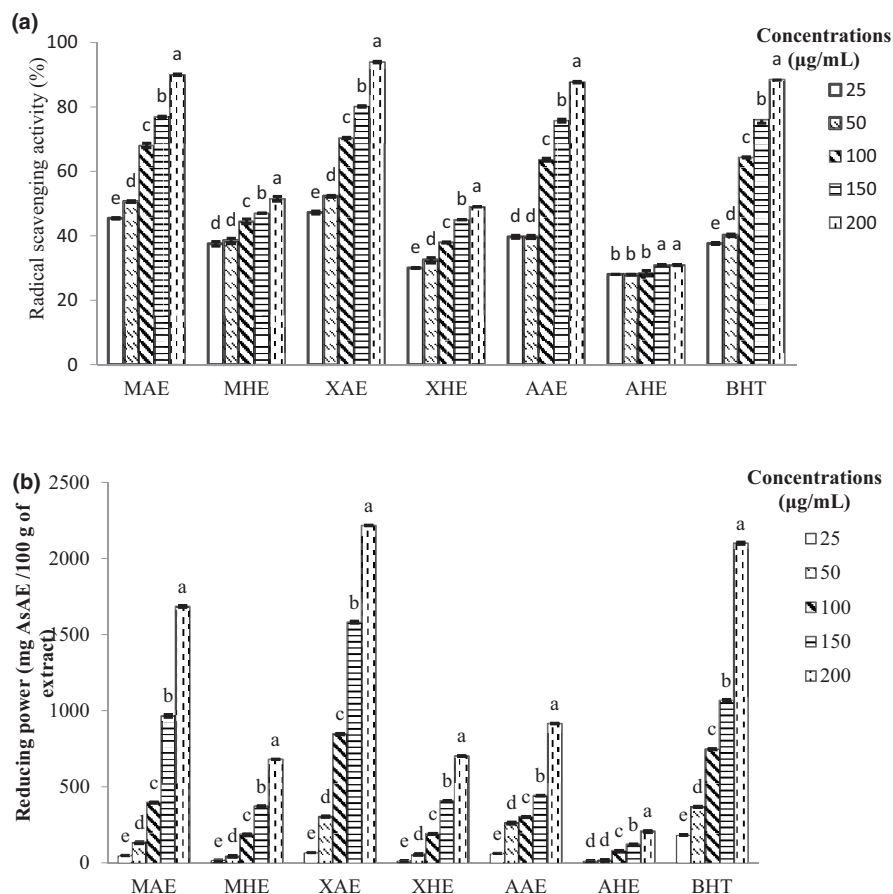 (a)
Radical scavenging activity (%)
100
80
60
40
20
0
e d c b a
d d c b a
e d c b a
e d c b a
d d c b a
b b b a a
e d c b a
MAE MHE XAE XHE AAE AHE BHT
Concentrations
(µg/mL)
25
50
100
150
200
(b)
Reducing power (mg AsAE /100 g of
extract)
2500
2000
1500
1000
500
0
e d c b a
e d c b a
e d c b a
e d c b a
e d c b a
d d c b a
e d c b a
MAE MHE XAE XHE AAE AHE BHT
Concentrations
(µg/mL)
25
50
100
150
200